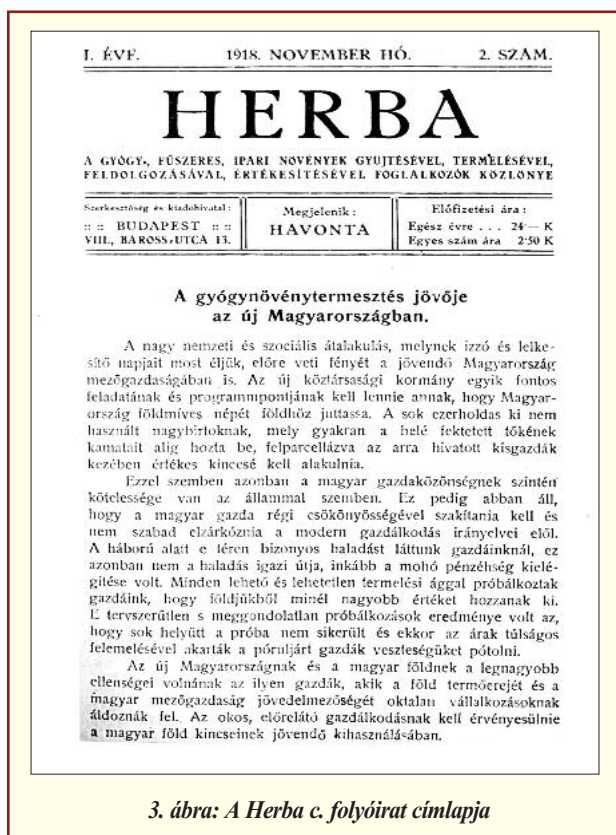 I. ÉVF. 1918. NOVEMBER HÓ. 2. SZÁM.
HERBA
A GYÓGY-, FŰSZERES, IPARI NÖVÉNYEK GYUJTÉSÉVEL, TERMELÉSÉVEL,
FELDOLGOZÁSÁVAL, ÉRTÉKESÍTÉSÉVEL FOGLALKOZÓK KÖZLÖNYE
Szerkesztőség és kiadóhivatal:
:: :: BUDAPEST :: ::
VIII., BAROSS-UTCA 13.
Megjelenik:
HAVONTA
Előfizetési ára:
Egész évre . . . 24·— K
Egyes szám ára 2·50 K
A gyógynövénytermesztés jövője
az új Magyarországban.
A nagy nemzeti és szociális átalakulás, melynek izzó és lelke-
sítő napjait most éljük, előre veti fényét a jövendő Magyarország
mezőgazdaságában is. Az új köztársasági kormány egyik fontos
feladatának és programmpontjának kell lennie annak, hogy Magyar-
ország földmíves népét földhöz juttassa. A sok ezerholdas ki nem
használt nagybirtoknak, mely gyakran a belé fektetett tőkének
kamatait alig hozta be, felparcellázva az arra hivatott kisgazdák
kezében értékes kinccsé kell alakulnia.
Ezzel szemben azonban a magyar gazdaközönségnek szintén
kötelessége van az állammal szemben. Ez pedig abban áll,
hogy a magyar gazda régi csökönyösségével szakítania kell és
nem szabad elzárkóznia a modern gazdálkodás irányelvei elől.
A háború alatt e téren bizonyos haladást láttunk gazdáinknál, ez
azonban nem a haladás igazi útja, inkább a mohó pénzéhség kielé-
gítése volt. Minden lehető és lehetetlen termelési ággal próbálkoztak
gazdáink, hogy földjükből minél nagyobb értéket hozzanak ki.
E tervszerűtlen s meggondolatlan próbálkozások eredménye volt az,
hogy sok helyütt a próba nem sikerült és ekkor az árak túlságos
felemelésével akarták a póruljárt gazdák veszteségüket pótolni.
Az új Magyarországnak és a magyar földnek a legnagyobb
ellenségei volnának az ilyen gazdák, akik a föld termőerejét és a
magyar mezőgazdaság jövedelmezőségét oktalan vállalkozásoknak
áldoznák fel. Az okos, előrelátó gazdálkodásnak kell érvényesülnie
a magyar föld kincseinek jövendő kihasználásában.
3. ábra: A Herba c. folyóirat címlapja